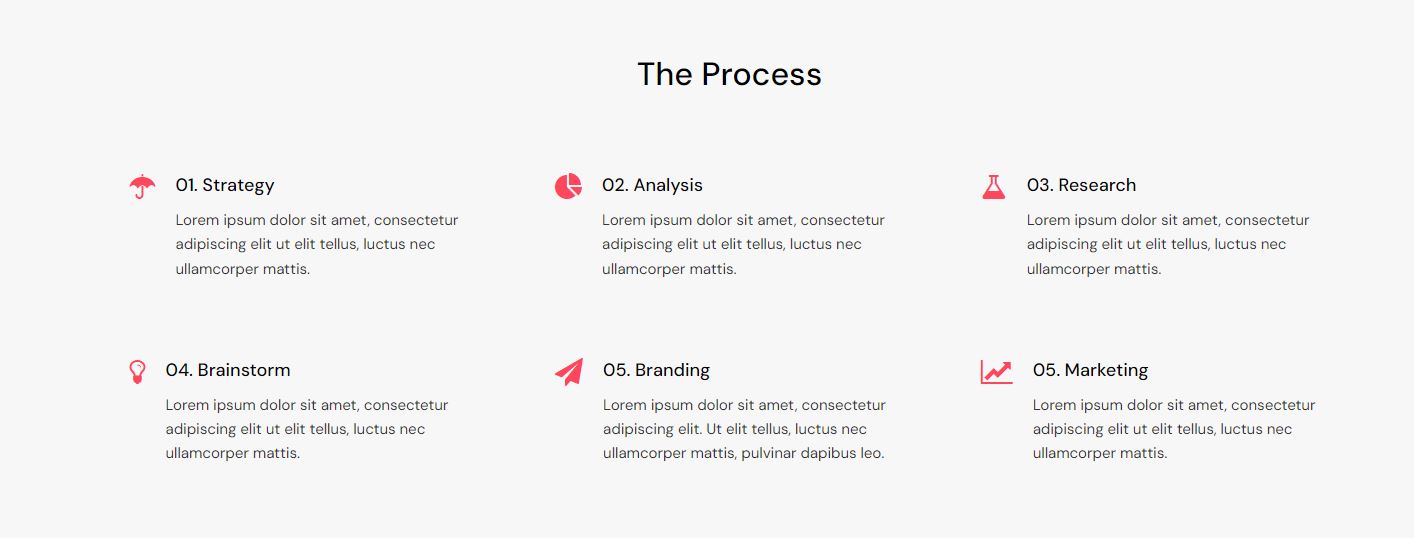 The Process
01. Strategy
Lorem ipsum dolor sit amet, consectetur
adipiscing elit ut elit tellus, luctus nec
ullamcorper mattis.
02. Analysis
Lorem ipsum dolor sit amet, consectetur
adipiscing elit ut elit tellus, luctus nec
ullamcorper mattis.
03. Research
Lorem ipsum dolor sit amet, consectetur
adipiscing elit ut elit tellus, luctus nec
ullamcorper mattis.
04. Brainstorm
Lorem ipsum dolor sit amet, consectetur
adipiscing elit ut elit tellus, luctus nec
ullamcorper mattis.
05. Branding
Lorem ipsum dolor sit amet, consectetur
adipiscing elit. Ut elit tellus, luctus nec
ullamcorper mattis, pulvinar dapibus leo.
05. Marketing
Lorem ipsum dolor sit amet, consectetur
adipiscing elit ut elit tellus, luctus nec
ullamcorper mattis.